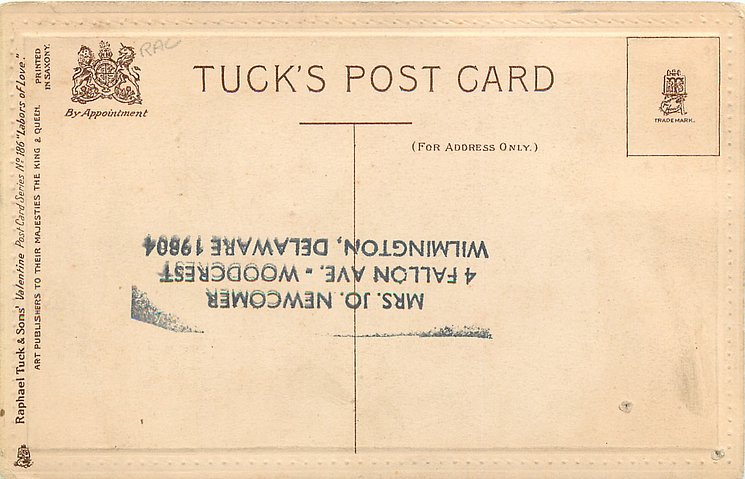 RAC
TUCK'S POST CARD
By Appointment
(FOR ADDRESS ONLY.)
TRADE MARK.
Raphael Tuck & Sons' Valentine Post Card Series Nº 186 "Labors of Love."
ART PUBLISHERS TO THEIR MAJESTIES THE KING & QUEEN.
PRINTED
IN SAXONY.
MRS. JO. NEWCOMER
4 FALLON AVE. - WOODCREST
WILMINGTON, DELAWARE 19804